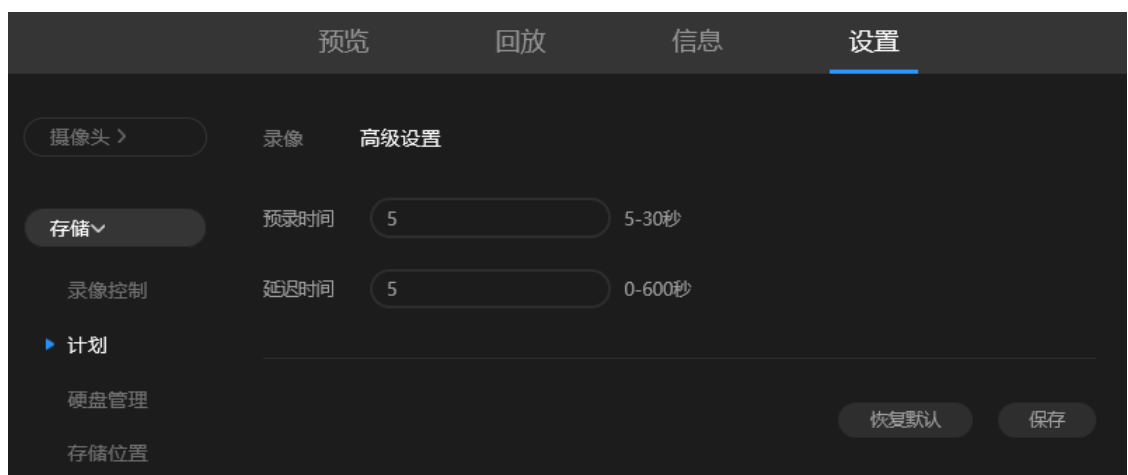 预览 回放 信息 设置
摄像头 >
录像 高级设置
存储
预录时间 5 5-30秒
录像控制
延迟时间 5 0-600秒
计划
硬盘管理
恢复默认 保存
存储位置